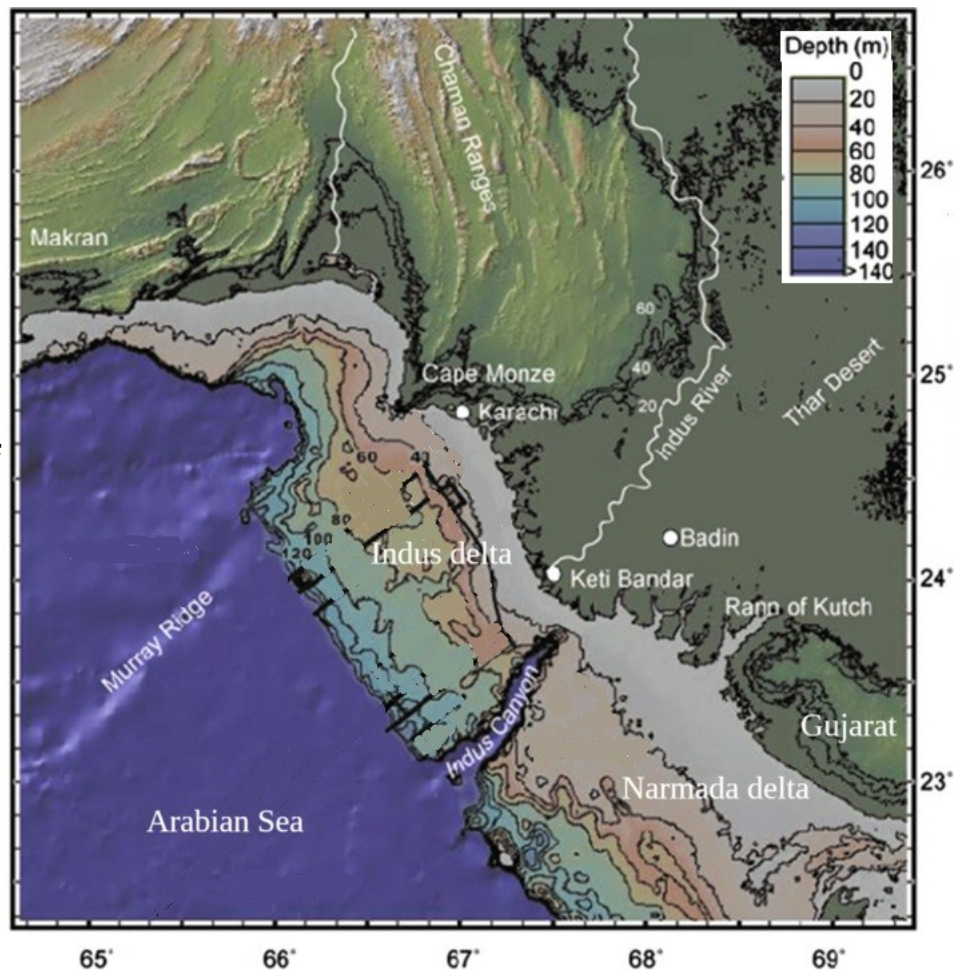 Depth (m)
0
20
40
60
80
100
120
140
>140
Chaman Ranges
26°
Makran
60
25°
Cape Monze
40
Karachi
20
Indus River
Thar Desert
60
40
80
100
120
Indus delta
Badin
Keti Bandar
24°
Rann of Kutch
Murray Ridge
Indus Canyon
Gujarat
Narmada delta
23°
Arabian Sea
65°
66°
67°
68°
69°